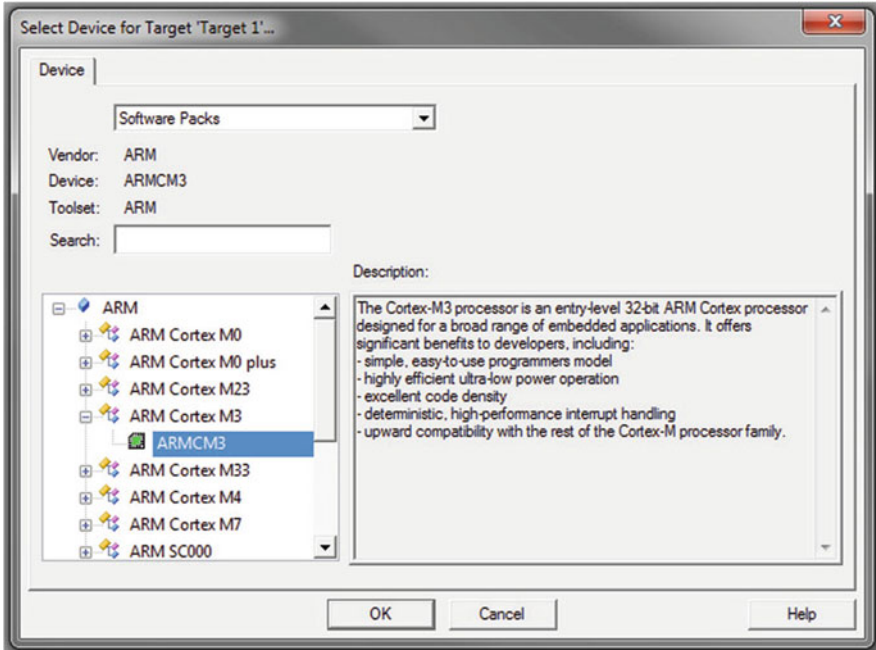 Select Device for Target 'Target 1'...
Device
Software Packs
Vendor: ARM
Device: ARMCM3
Toolset: ARM
Search:
ARM
ARM Cortex M0
ARM Cortex M0 plus
ARM Cortex M23
ARM Cortex M3
ARMCM3
ARM Cortex M33
ARM Cortex M4
ARM Cortex M7
ARM SC000
Description:
The Cortex-M3 processor is an entry-level 32-bit ARM Cortex processor
designed for a broad range of embedded applications. It offers
significant benefits to developers, including:
- simple, easy-to-use programmers model
- highly efficient ultra-low power operation
- excellent code density
- deterministic, high-performance interrupt handling
- upward compatibility with the rest of the Cortex-M processor family.
OK Cancel Help